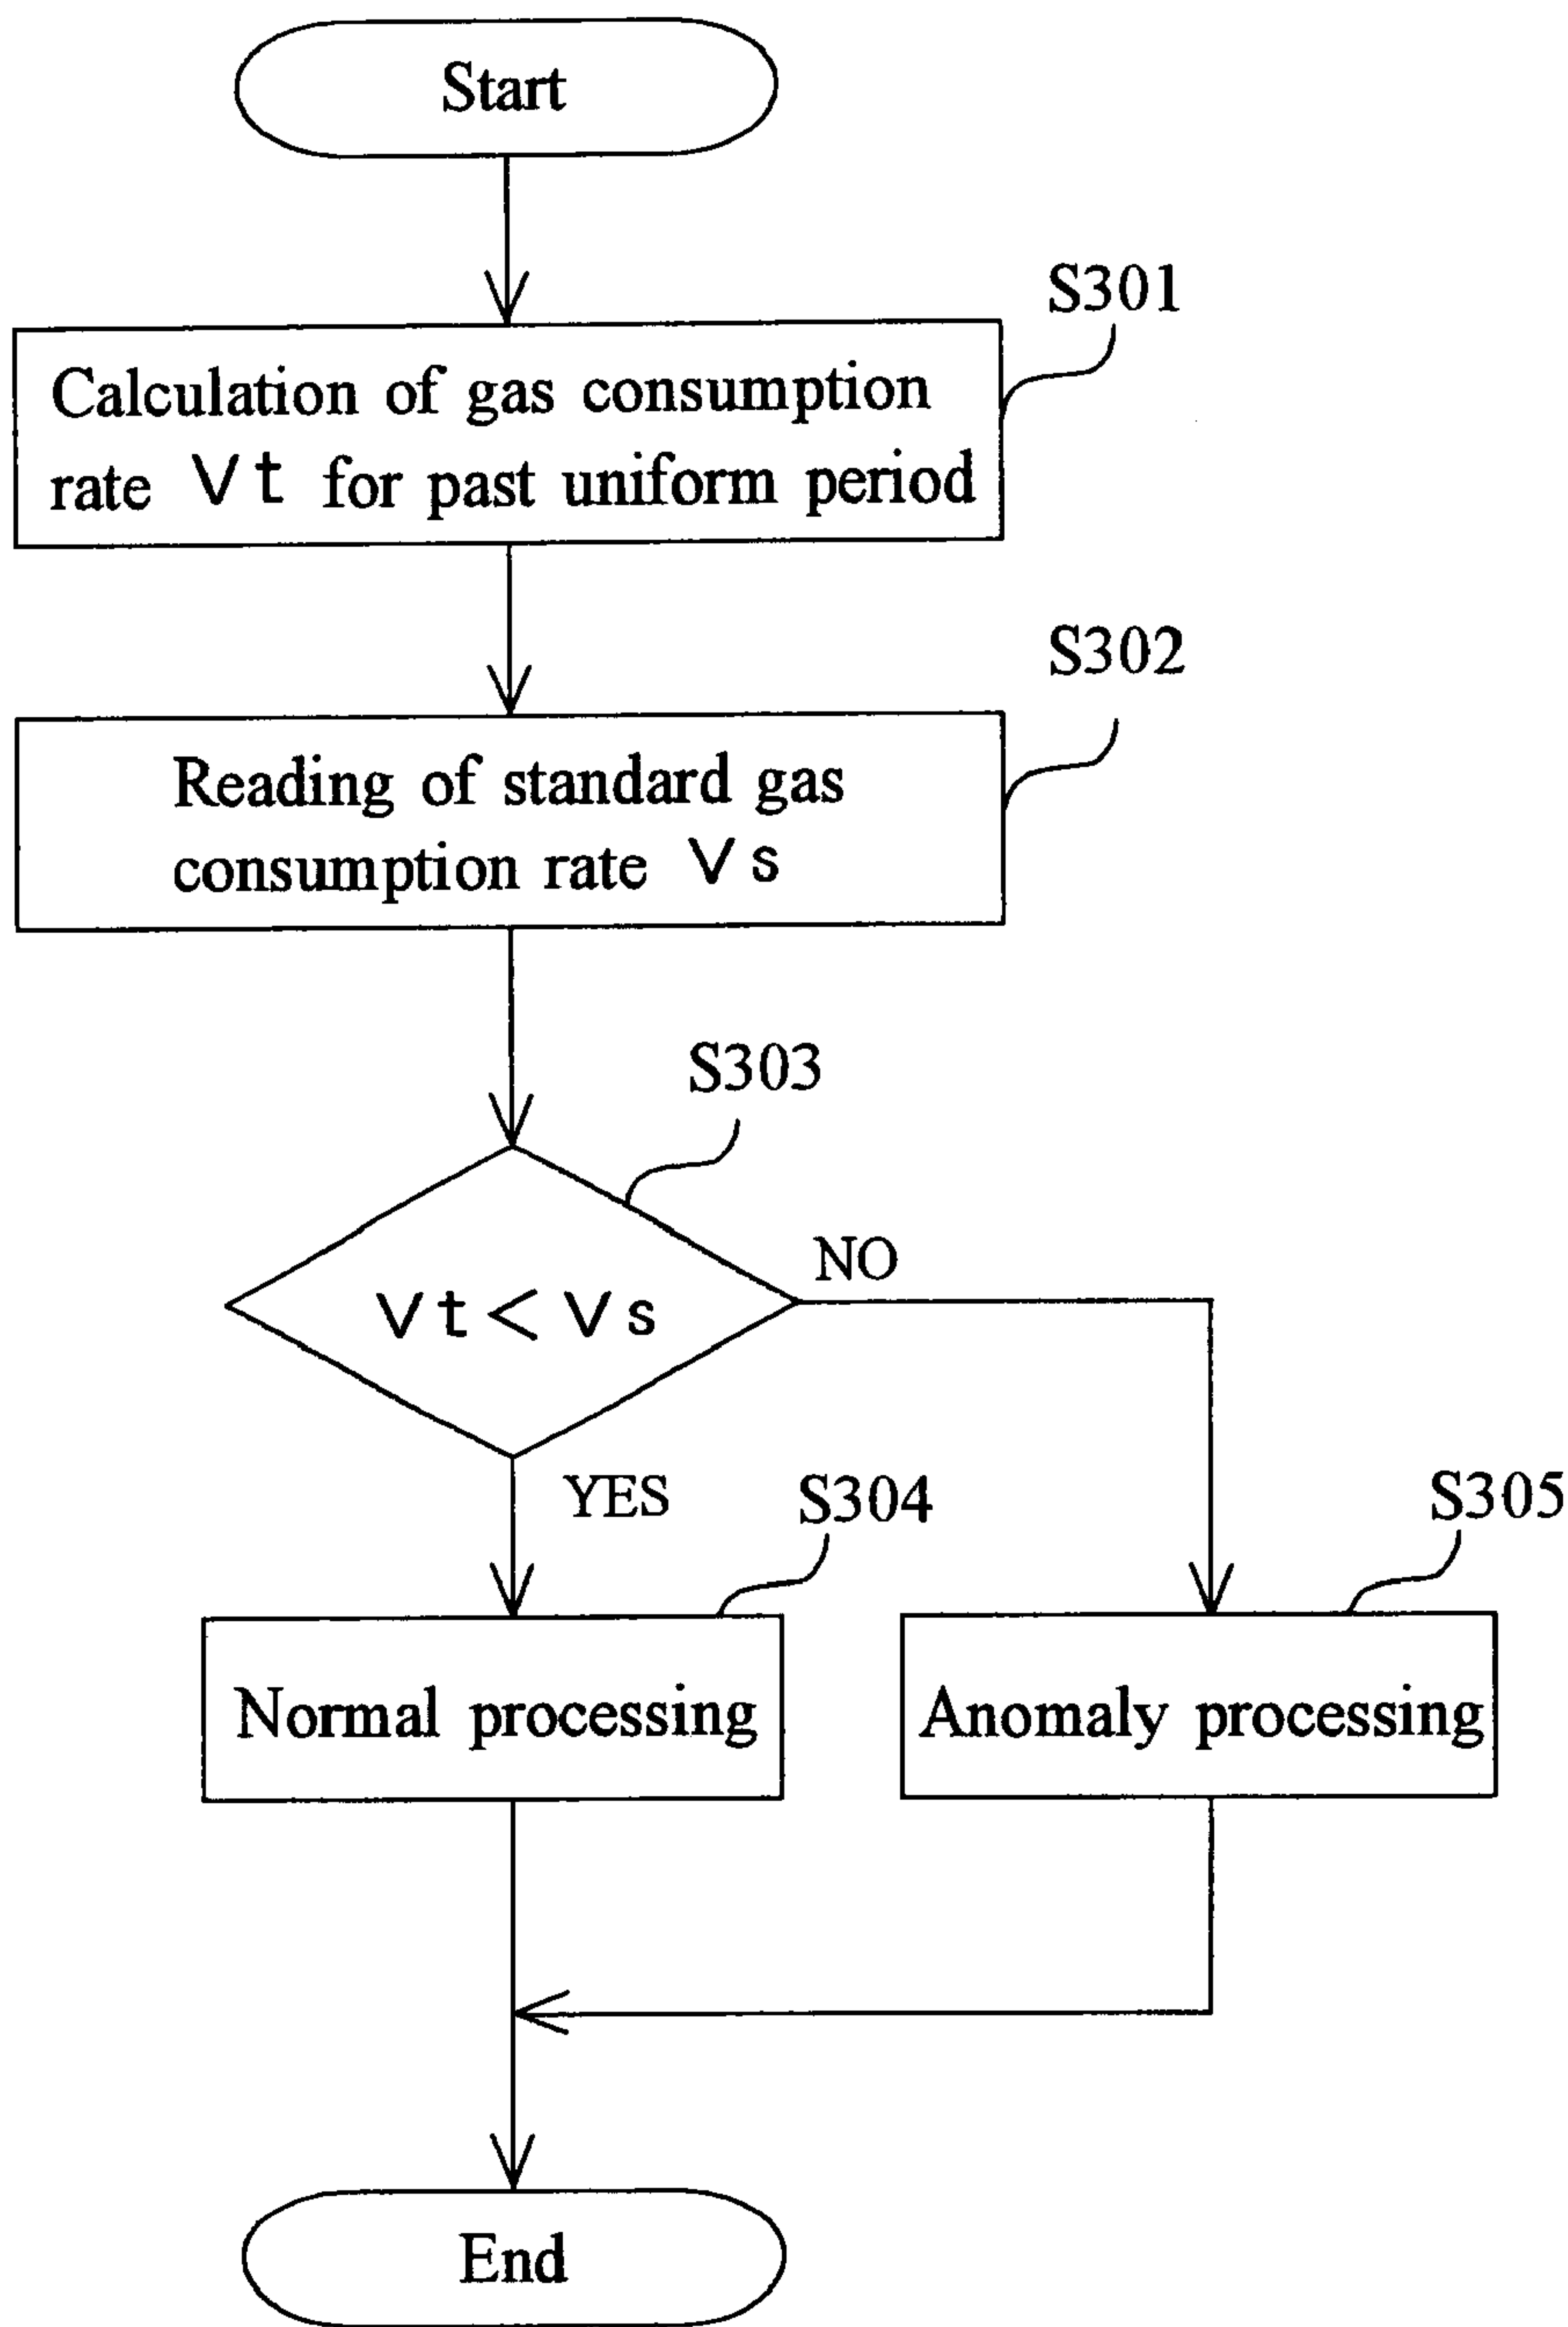 Start
S301
Calculation of gas consumption
rate Vt for past uniform period
S302
Reading of standard gas
consumption rate Vs
S303
NO
Vt<Vs
YES
S304
S305
Normal processing
Anomaly processing
End